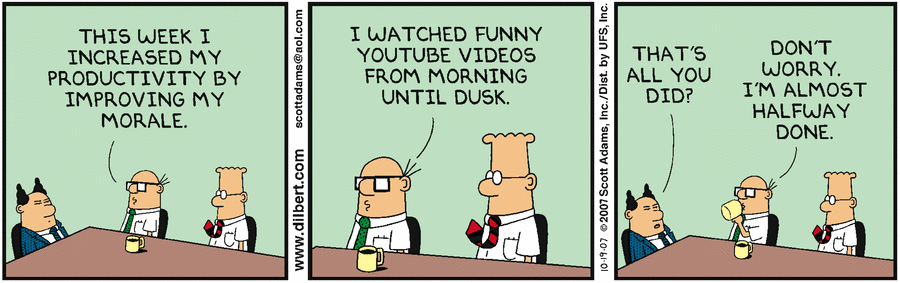 THIS WEEK I
INCREASED MY
PRODUCTIVITY BY
IMPROVING MY
MORALE.
www.dilbert.com scottadams@aol.com
I WATCHED FUNNY
YOUTUBE VIDEOS
FROM MORNING
UNTIL DUSK.
10-19-07 ©2007 Scott Adams, Inc./Dist. by UFS, Inc.
THAT'S
ALL YOU
DID?
DON'T
WORRY.
I'M ALMOST
HALFWAY
DONE.